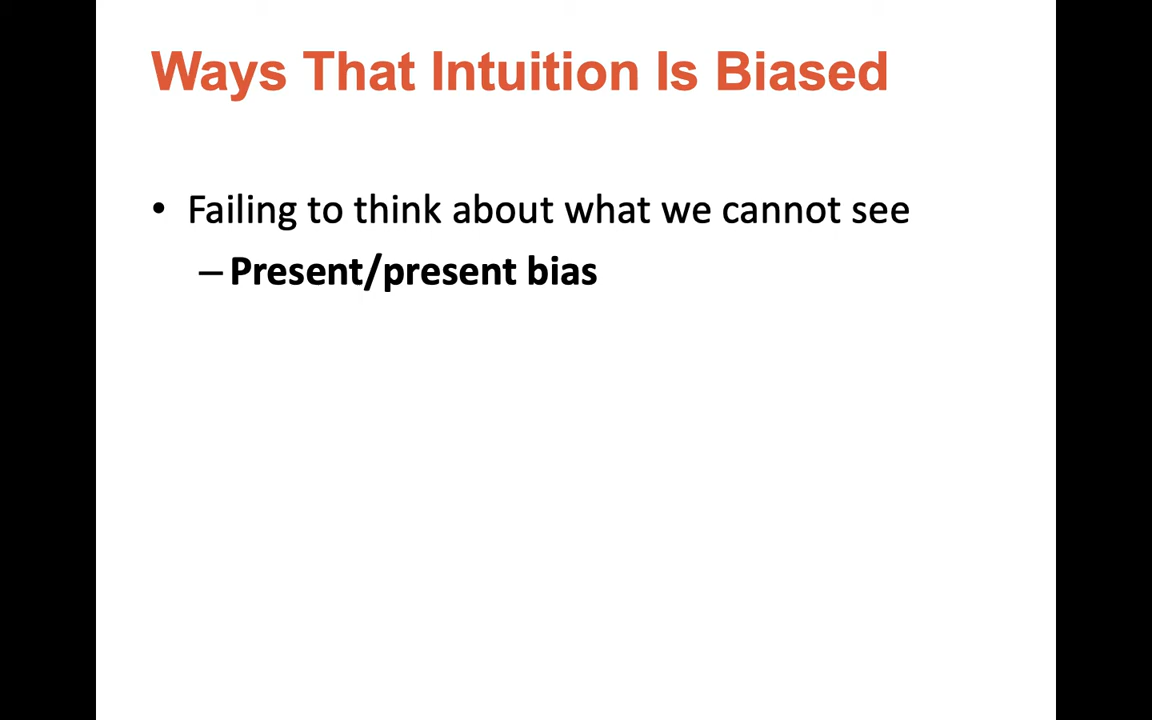 Ways That Intuition Is Biased
• Failing to think about what we cannot see
– Present/present bias